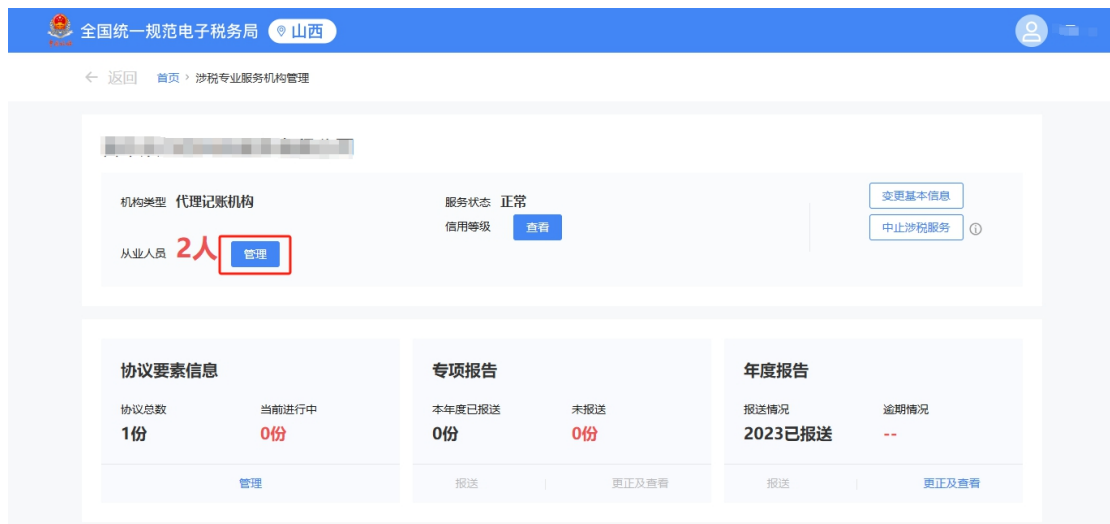 全国统一规范电子税务局 山西
返回 首页 > 涉税专业服务机构管理
机构类型 代理记账机构 服务状态 正常 变更基本信息
信用等级 查看 中止涉税服务
从业人员 2人 管理
协议要素信息 专项报告 年度报告
协议总数 当前进行中 本年度已报送 未报送 报送情况 逾期情况
1份 0份 0份 0份 2023已报送 --
管理 报送 更正及查看 报送 更正及查看